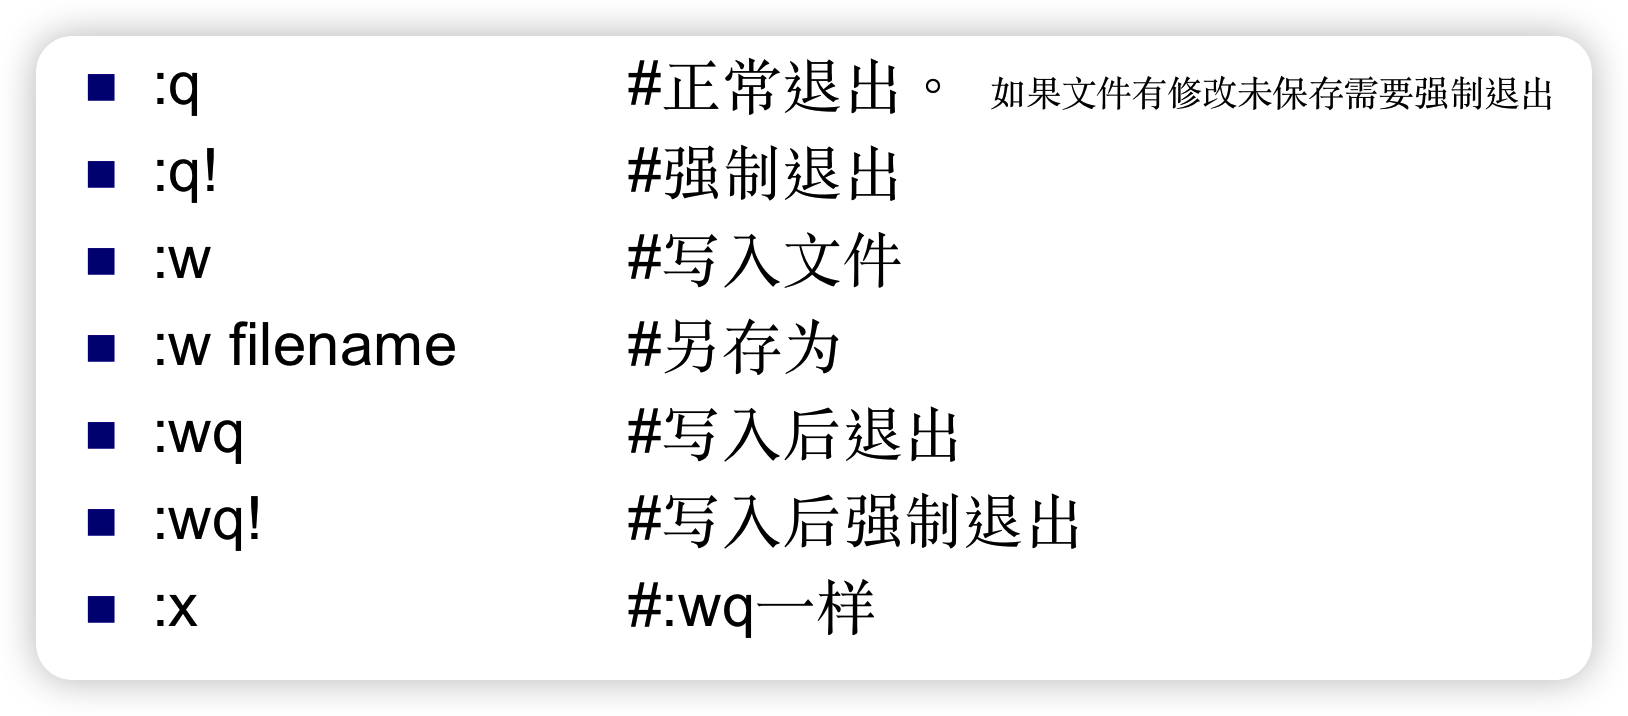 :q #正常退出。 如果文件有修改未保存需要强制退出
:q! #强制退出
:w #写入文件
:w filename #另存为
:wq #写入后退出
:wq! #写入后强制退出
:x #:wq一样